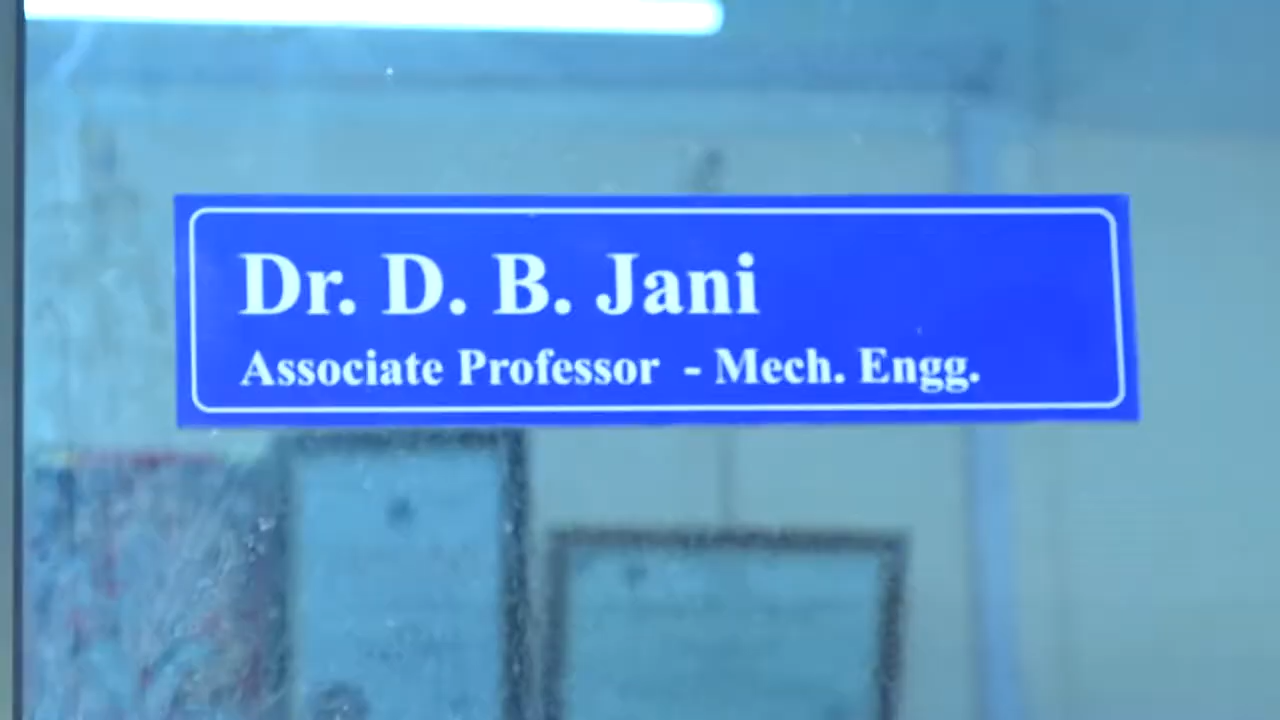 Dr. D. B. Jani
Associate Professor - Mech. Engg.